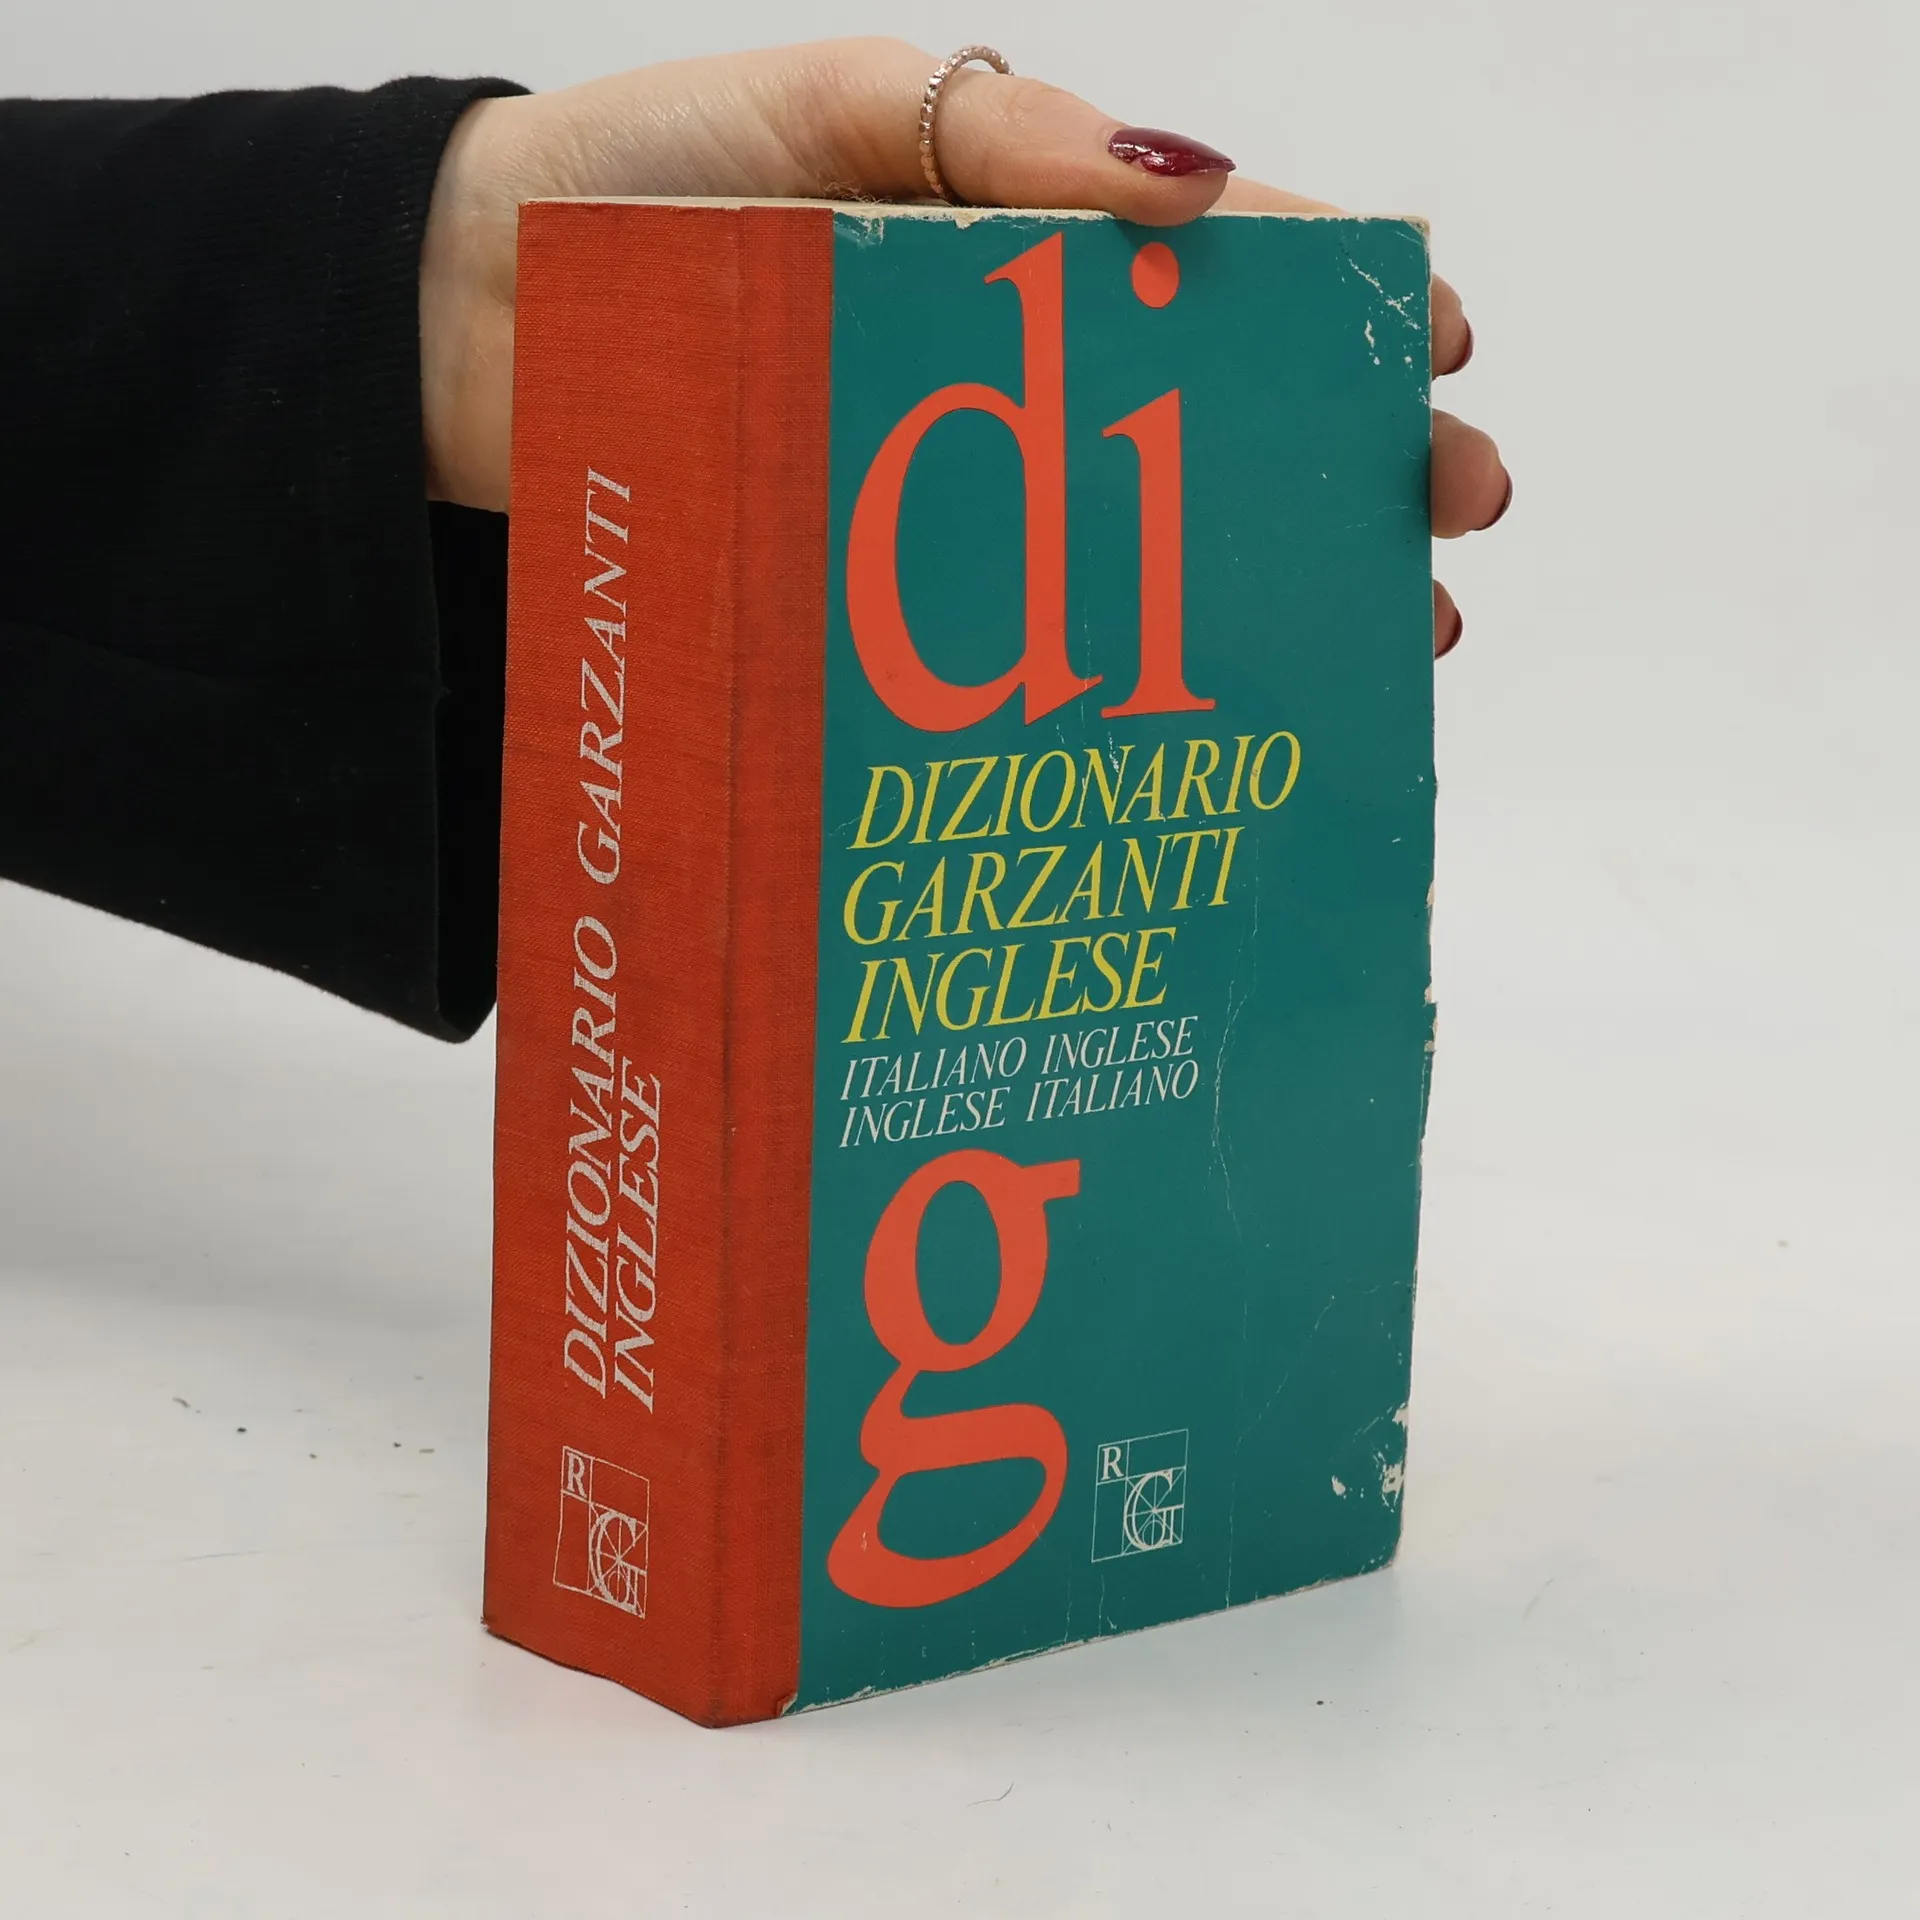 DIZIONARIO GARZANTI
INGLESE
R
G
di
DIZIONARIO
GARZANTI
INGLESE
ITALIANO INGLESE
INGLESE ITALIANO
g
R
G